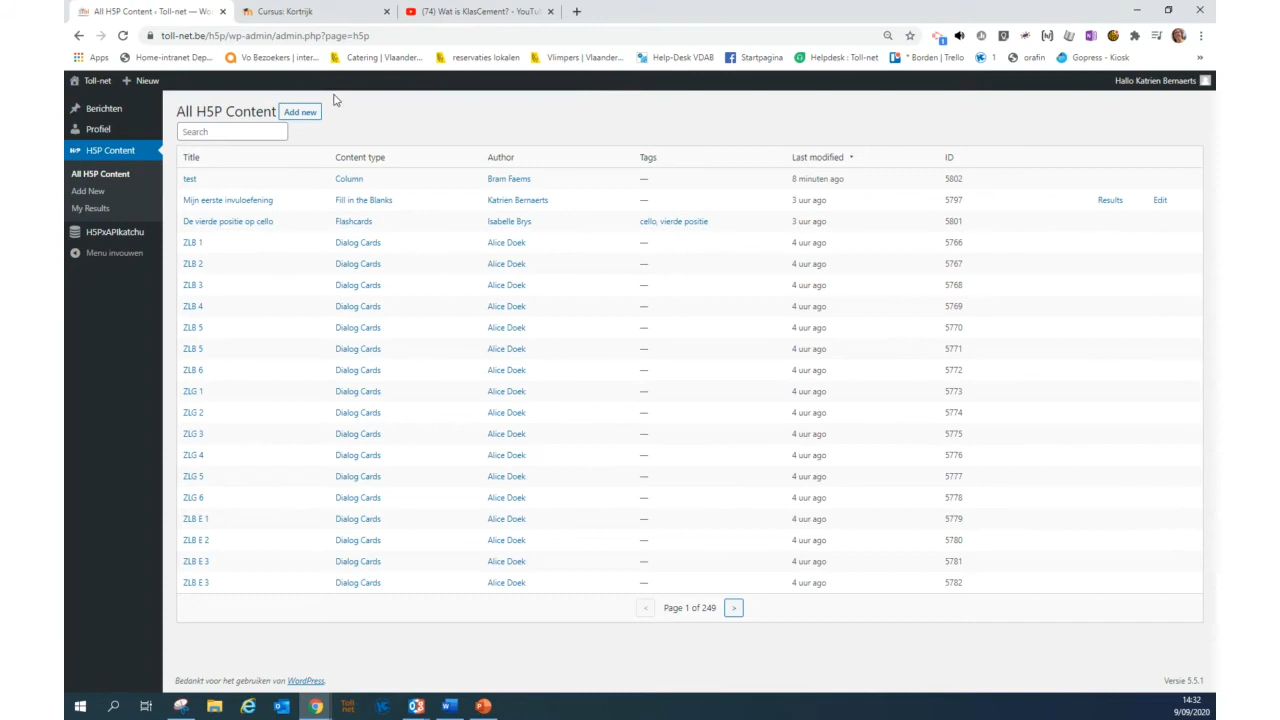 All H5P Content ‹ Toll-net — Wor
Cursus: Kortrijk
(74) Wat is KlasCement? - YouTu
toll-net.be/h5p/wp-admin/admin.php?page=h5p
Apps
Home-intranet Dep...
Vo Bezoekers | inter...
Catering | Vlaander...
reservaties lokalen
Vlimpers | Vlaander...
Help-Desk VDAB
Startpagina
Helpdesk : Toll-net
* Borden | Trello
1
orafin
Gopress - Kiosk
»
Toll-net
Nieuw
Hallo Katrien Bernaerts
Berichten
Profiel
H5P Content
All H5P Content
Add New
My Results
H5PxAPIkatchu
Menu invouwen
All H5P Content Add new
Search
Title Content type Author Tags Last modified ID
test Column Bram Faems — 8 minuten ago 5802
Mijn eerste invuloefening Fill in the Blanks Katrien Bernaerts — 3 uur ago 5797 Results Edit
De vierde positie op cello Flashcards Isabelle Brys cello, vierde positie 3 uur ago 5801
ZLB 1 Dialog Cards Alice Doek — 4 uur ago 5766
ZLB 2 Dialog Cards Alice Doek — 4 uur ago 5767
ZLB 3 Dialog Cards Alice Doek — 4 uur ago 5768
ZLB 4 Dialog Cards Alice Doek — 4 uur ago 5769
ZLB 5 Dialog Cards Alice Doek — 4 uur ago 5770
ZLB 5 Dialog Cards Alice Doek — 4 uur ago 5771
ZLB 6 Dialog Cards Alice Doek — 4 uur ago 5772
ZLG 1 Dialog Cards Alice Doek — 4 uur ago 5773
ZLG 2 Dialog Cards Alice Doek — 4 uur ago 5774
ZLG 3 Dialog Cards Alice Doek — 4 uur ago 5775
ZLG 4 Dialog Cards Alice Doek — 4 uur ago 5776
ZLG 5 Dialog Cards Alice Doek — 4 uur ago 5777
ZLG 6 Dialog Cards Alice Doek — 4 uur ago 5778
ZLB E 1 Dialog Cards Alice Doek — 4 uur ago 5779
ZLB E 2 Dialog Cards Alice Doek — 4 uur ago 5780
ZLB E 3 Dialog Cards Alice Doek — 4 uur ago 5781
ZLB E 3 Dialog Cards Alice Doek — 4 uur ago 5782
< Page 1 of 249 >
Bedankt voor het gebruiken van WordPress.
Versie 5.5.1
Toll-net
14:32
9/09/2020